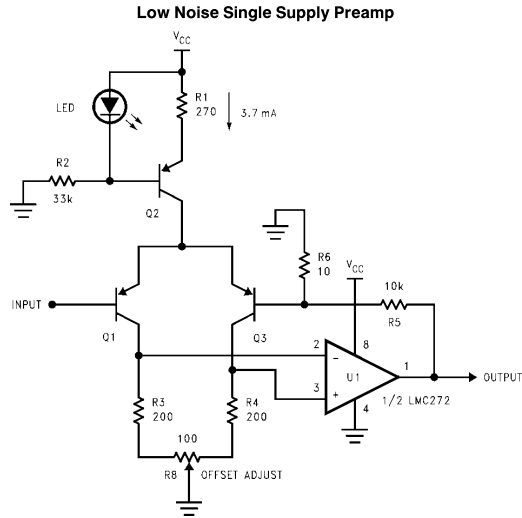 Low Noise Single Supply Preamp
VCC
LED
R1
270
3.7 mA
R2
33k
Q2
R6
10
VCC
10k
R5
INPUT
Q1
Q3
2
8
−
U1
1
OUTPUT
3
+
4
1/2 LMC272
R3
200
R4
200
100
R8
OFFSET ADJUST